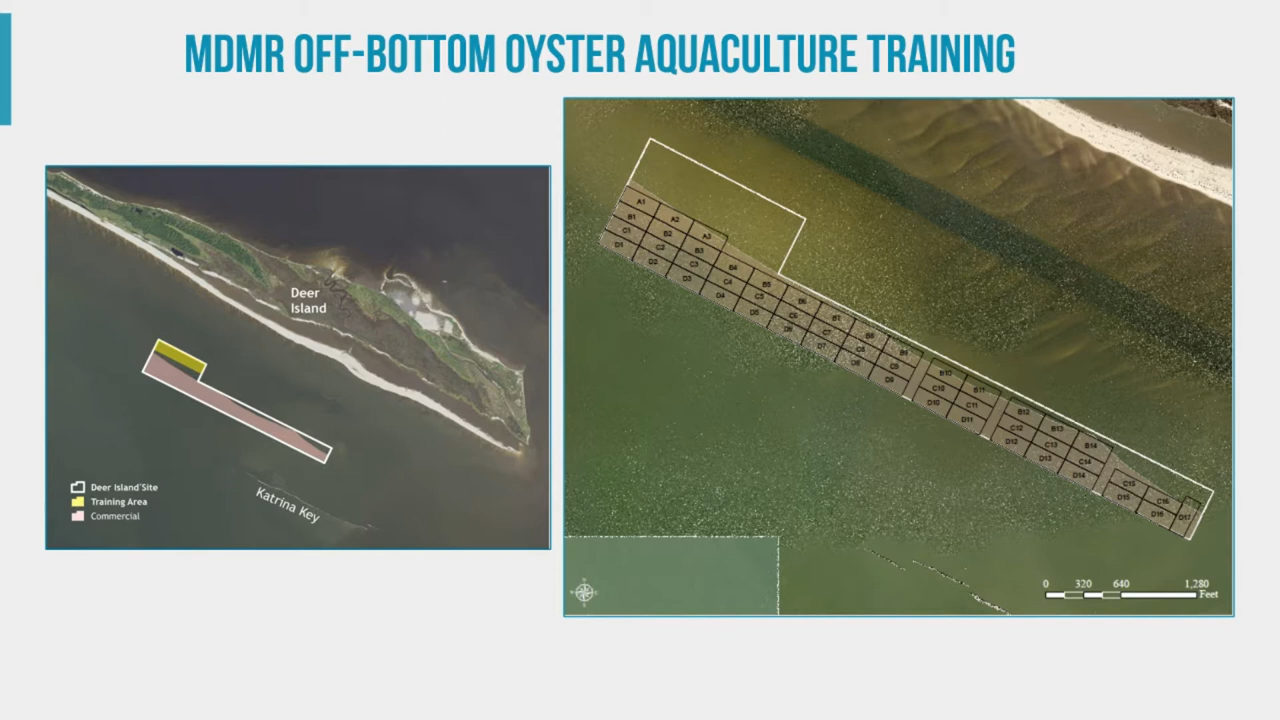 MDMR OFF-BOTTOM OYSTER AQUACULTURE TRAINING
Deer
Island
Deer Island Site
Training Area
Commercial
Katrina Key
A1
A2
A3
B1
B2
B3
B4
B5
B6
B7
B8
B9
B10
B11
B12
B13
B14
C1
C2
C3
C4
C5
C6
C7
C8
C9
C10
C11
C12
C13
C14
C15
C16
D1
D2
D3
D4
D5
D6
D7
D8
D9
D10
D11
D12
D13
D14
D15
D16
D17
0 320 640 1,280
Feet